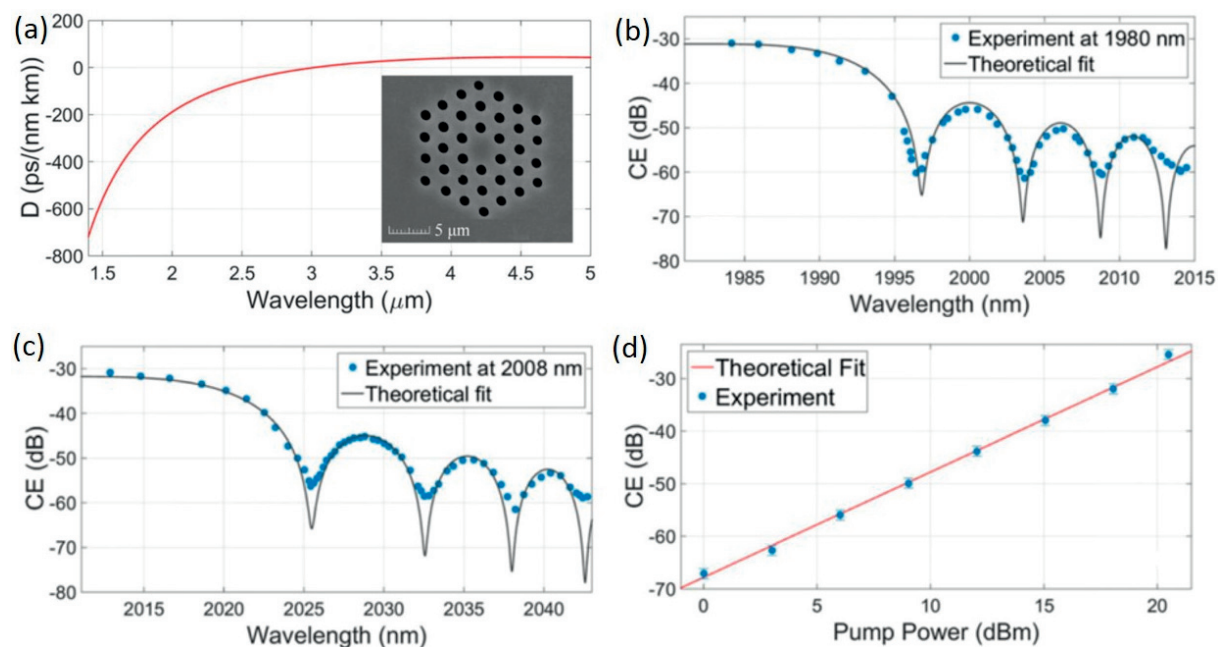 (a)
200
0
-200
-400
-600
-800
D (ps/(nm km))
5 μm
1.5
2
2.5
3
3.5
4
4.5
5
Wavelength (μm)
(b)
-30
-40
-50
-60
-70
-80
CE (dB)
Experiment at 1980 nm
Theoretical fit
1985
1990
1995
2000
2005
2010
2015
Wavelength (nm)
(c)
-30
-40
-50
-60
-70
-80
CE (dB)
Experiment at 2008 nm
Theoretical fit
2015
2020
2025
2030
2035
2040
Wavelength (nm)
(d)
-30
-40
-50
-60
-70
CE (dB)
Theoretical Fit
Experiment
0
5
10
15
20
Pump Power (dBm)